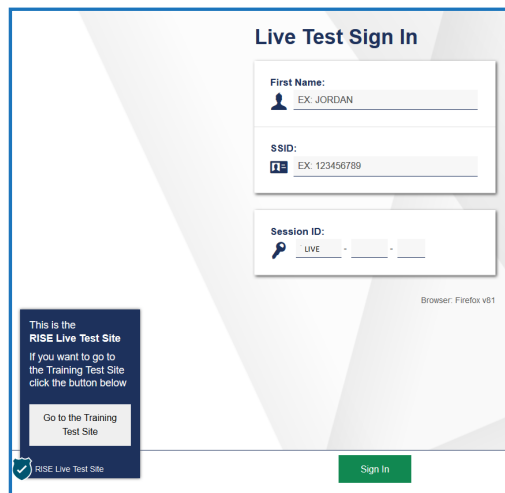 Live Test Sign In
First Name:
EX: JORDAN
SSID:
EX: 123456789
Session ID:
LIVE - -
Browser: Firefox v81
This is the
RISE Live Test Site
If you want to go to
the Training Test Site
click the button below
Go to the Training
Test Site
RISE Live Test Site
Sign In